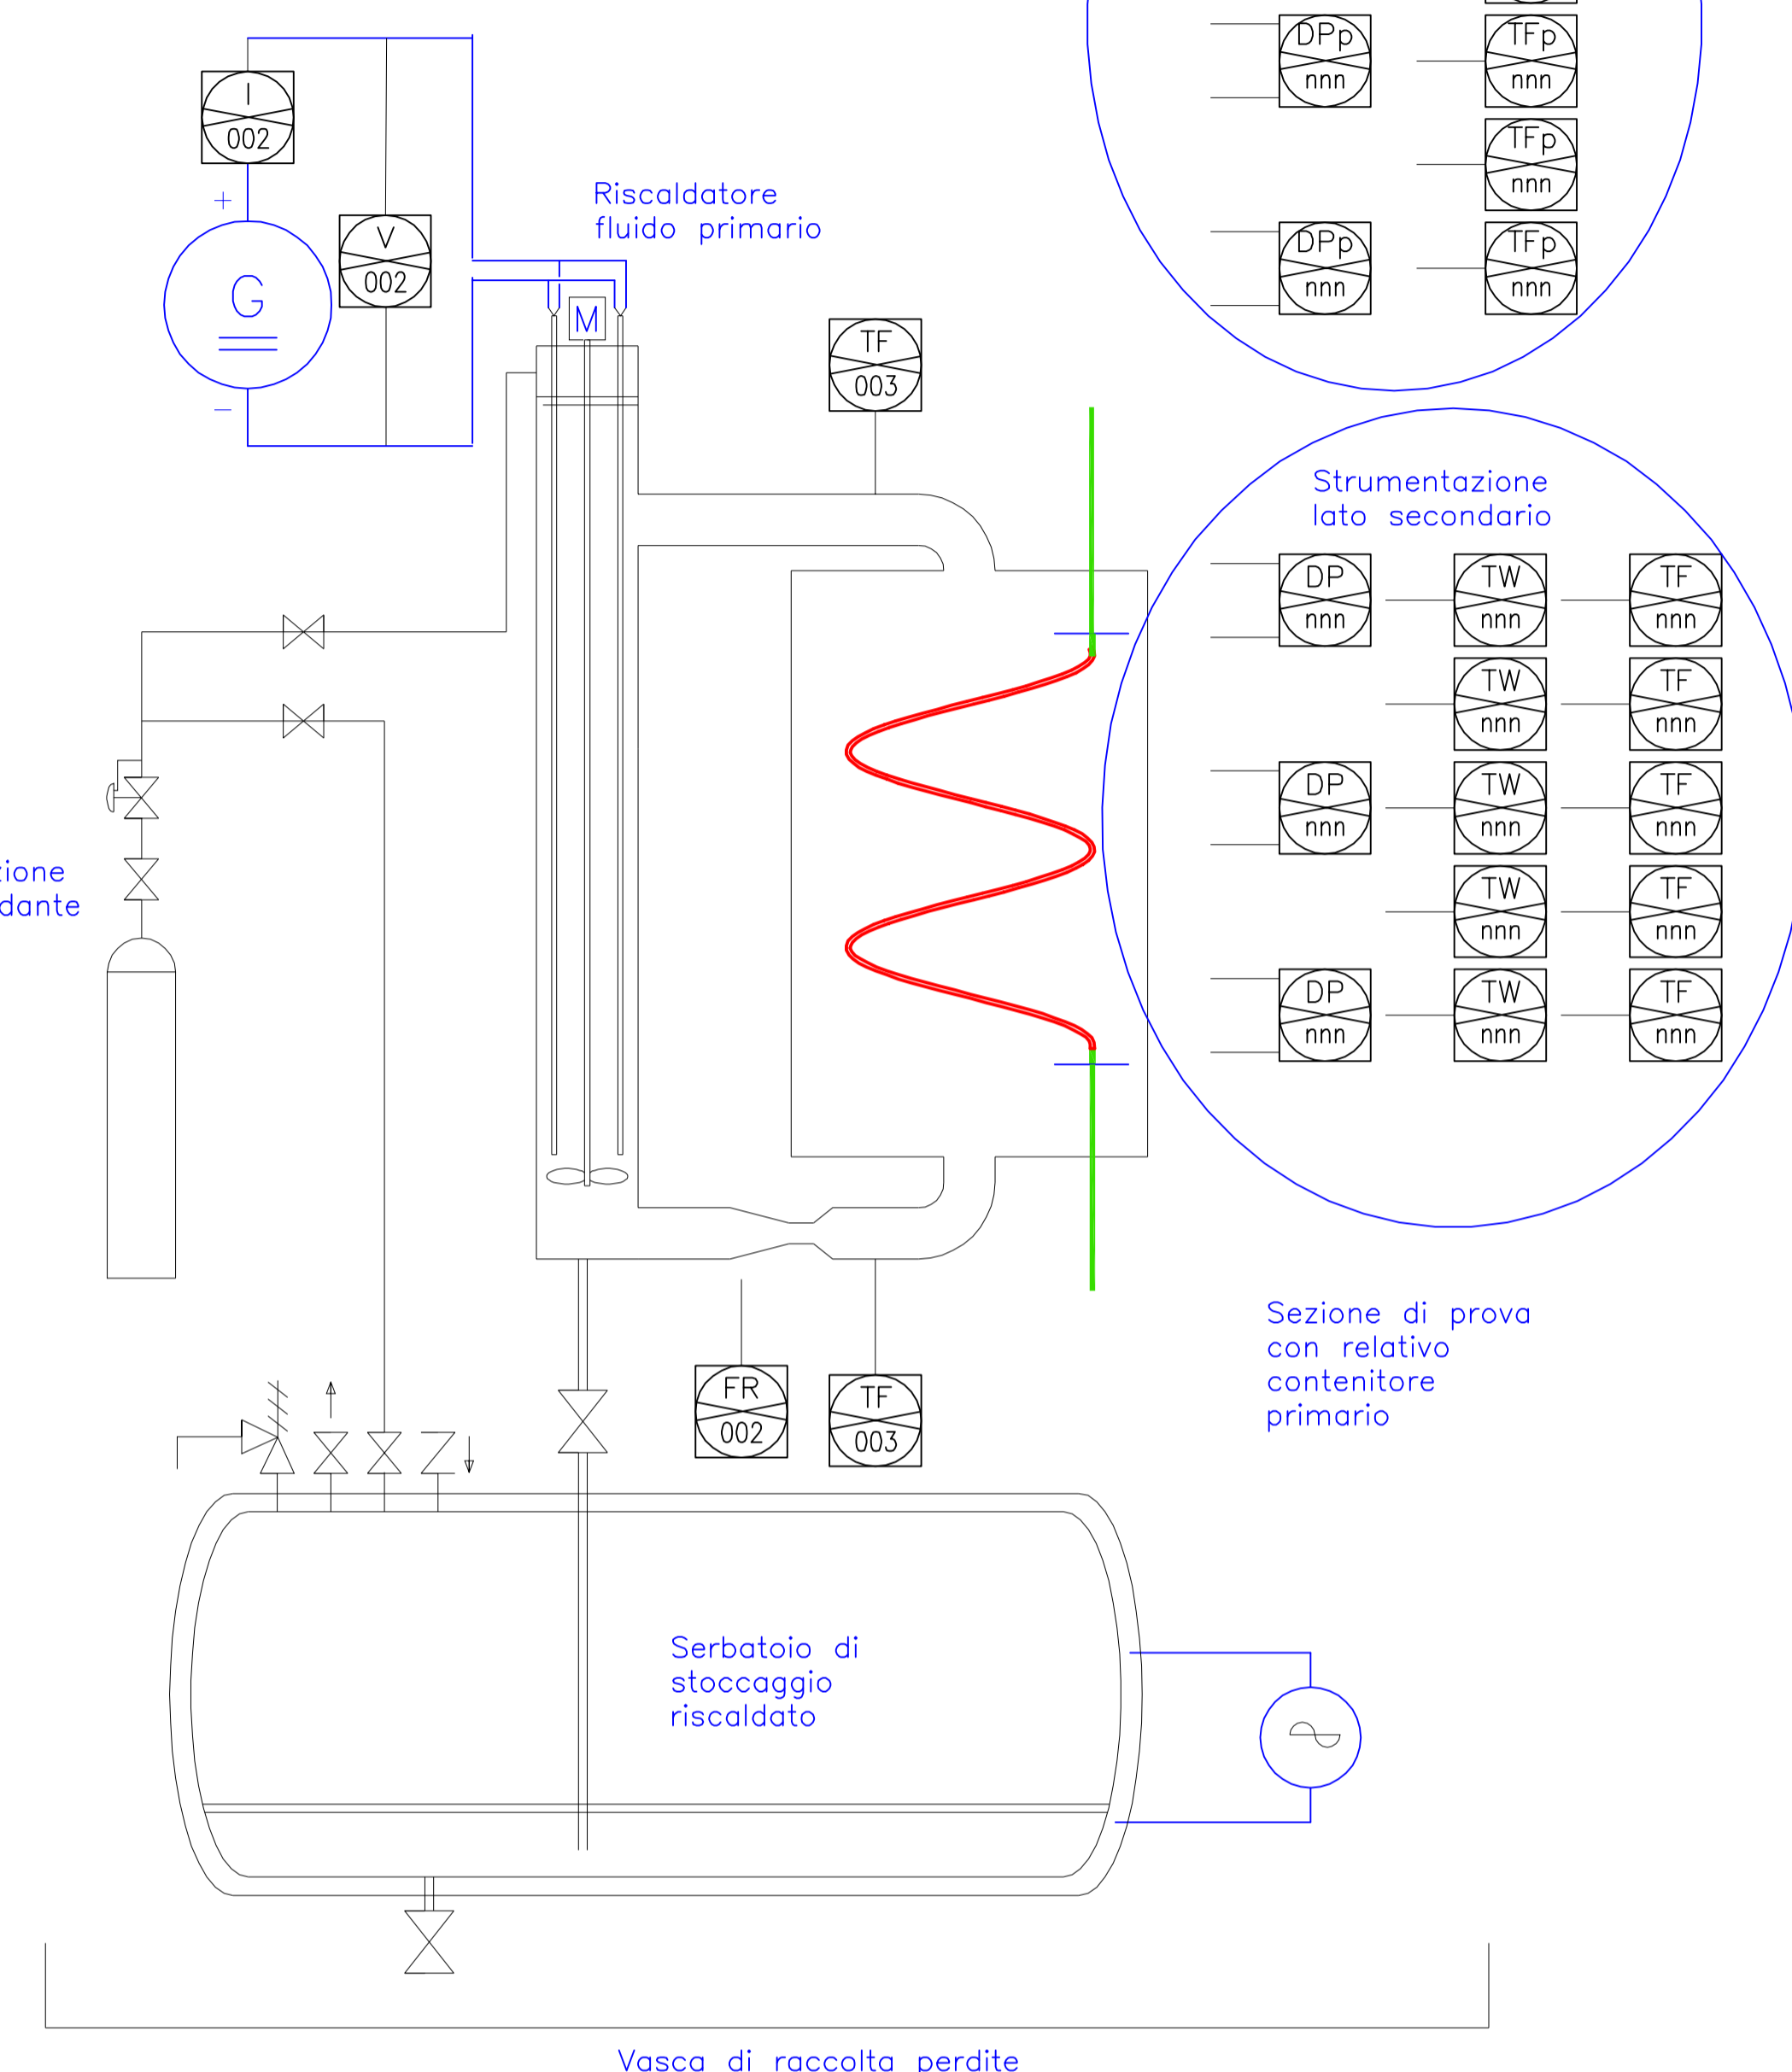 DPp
nnn
TFp
nnn
I
002
TFp
nnn
+
Riscaldatore
fluido primario
V
002
DPp
nnn
TFp
nnn
G
M
TF
003
−
Strumentazione
lato secondario
DP
nnn
TW
nnn
TF
nnn
TW
nnn
TF
nnn
DP
nnn
TW
nnn
TF
nnn
zione
dante
TW
nnn
TF
nnn
DP
nnn
TW
nnn
TF
nnn
Sezione di prova
con relativo
contenitore
primario
FR
002
TF
003
Serbatoio di
stoccaggio
riscaldato
Vasca di raccolta perdite